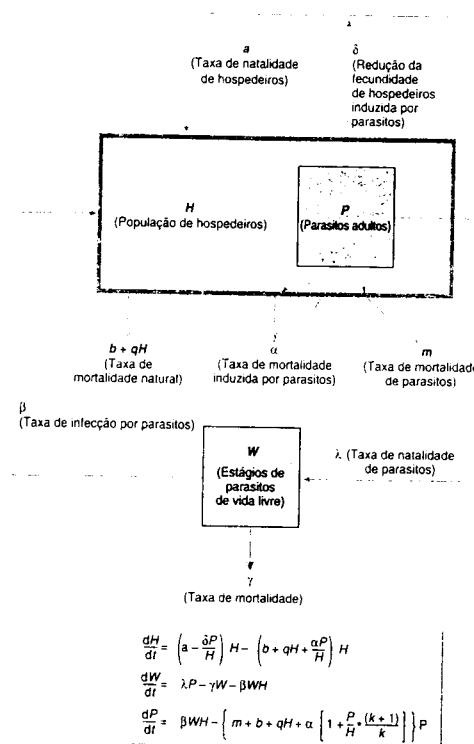 a
(Taxa de natalidade
de hospedeiros)
δ
(Redução da
fecundidade
de hospedeiros
induzida por
parasitos)
H
(População de hospedeiros)
P
(Parasitos adultos)
b + qH
(Taxa de
mortalidade natural)
α
(Taxa de mortalidade
induzida por parasitos)
m
(Taxa de mortalidade
de parasitos)
β
(Taxa de infecção por parasitos)
W
(Estágios de
parasitos
de vida livre)
λ (Taxa de natalidade
de parasitos)
γ
(Taxa de mortalidade)
dH/dt = (a − δP/H) H − (b + qH + αP/H) H
dW/dt = λP − γW − βWH
dP/dt = βWH − { m + b + qH + α [ 1 + P/H • (k + 1)/k ] } P